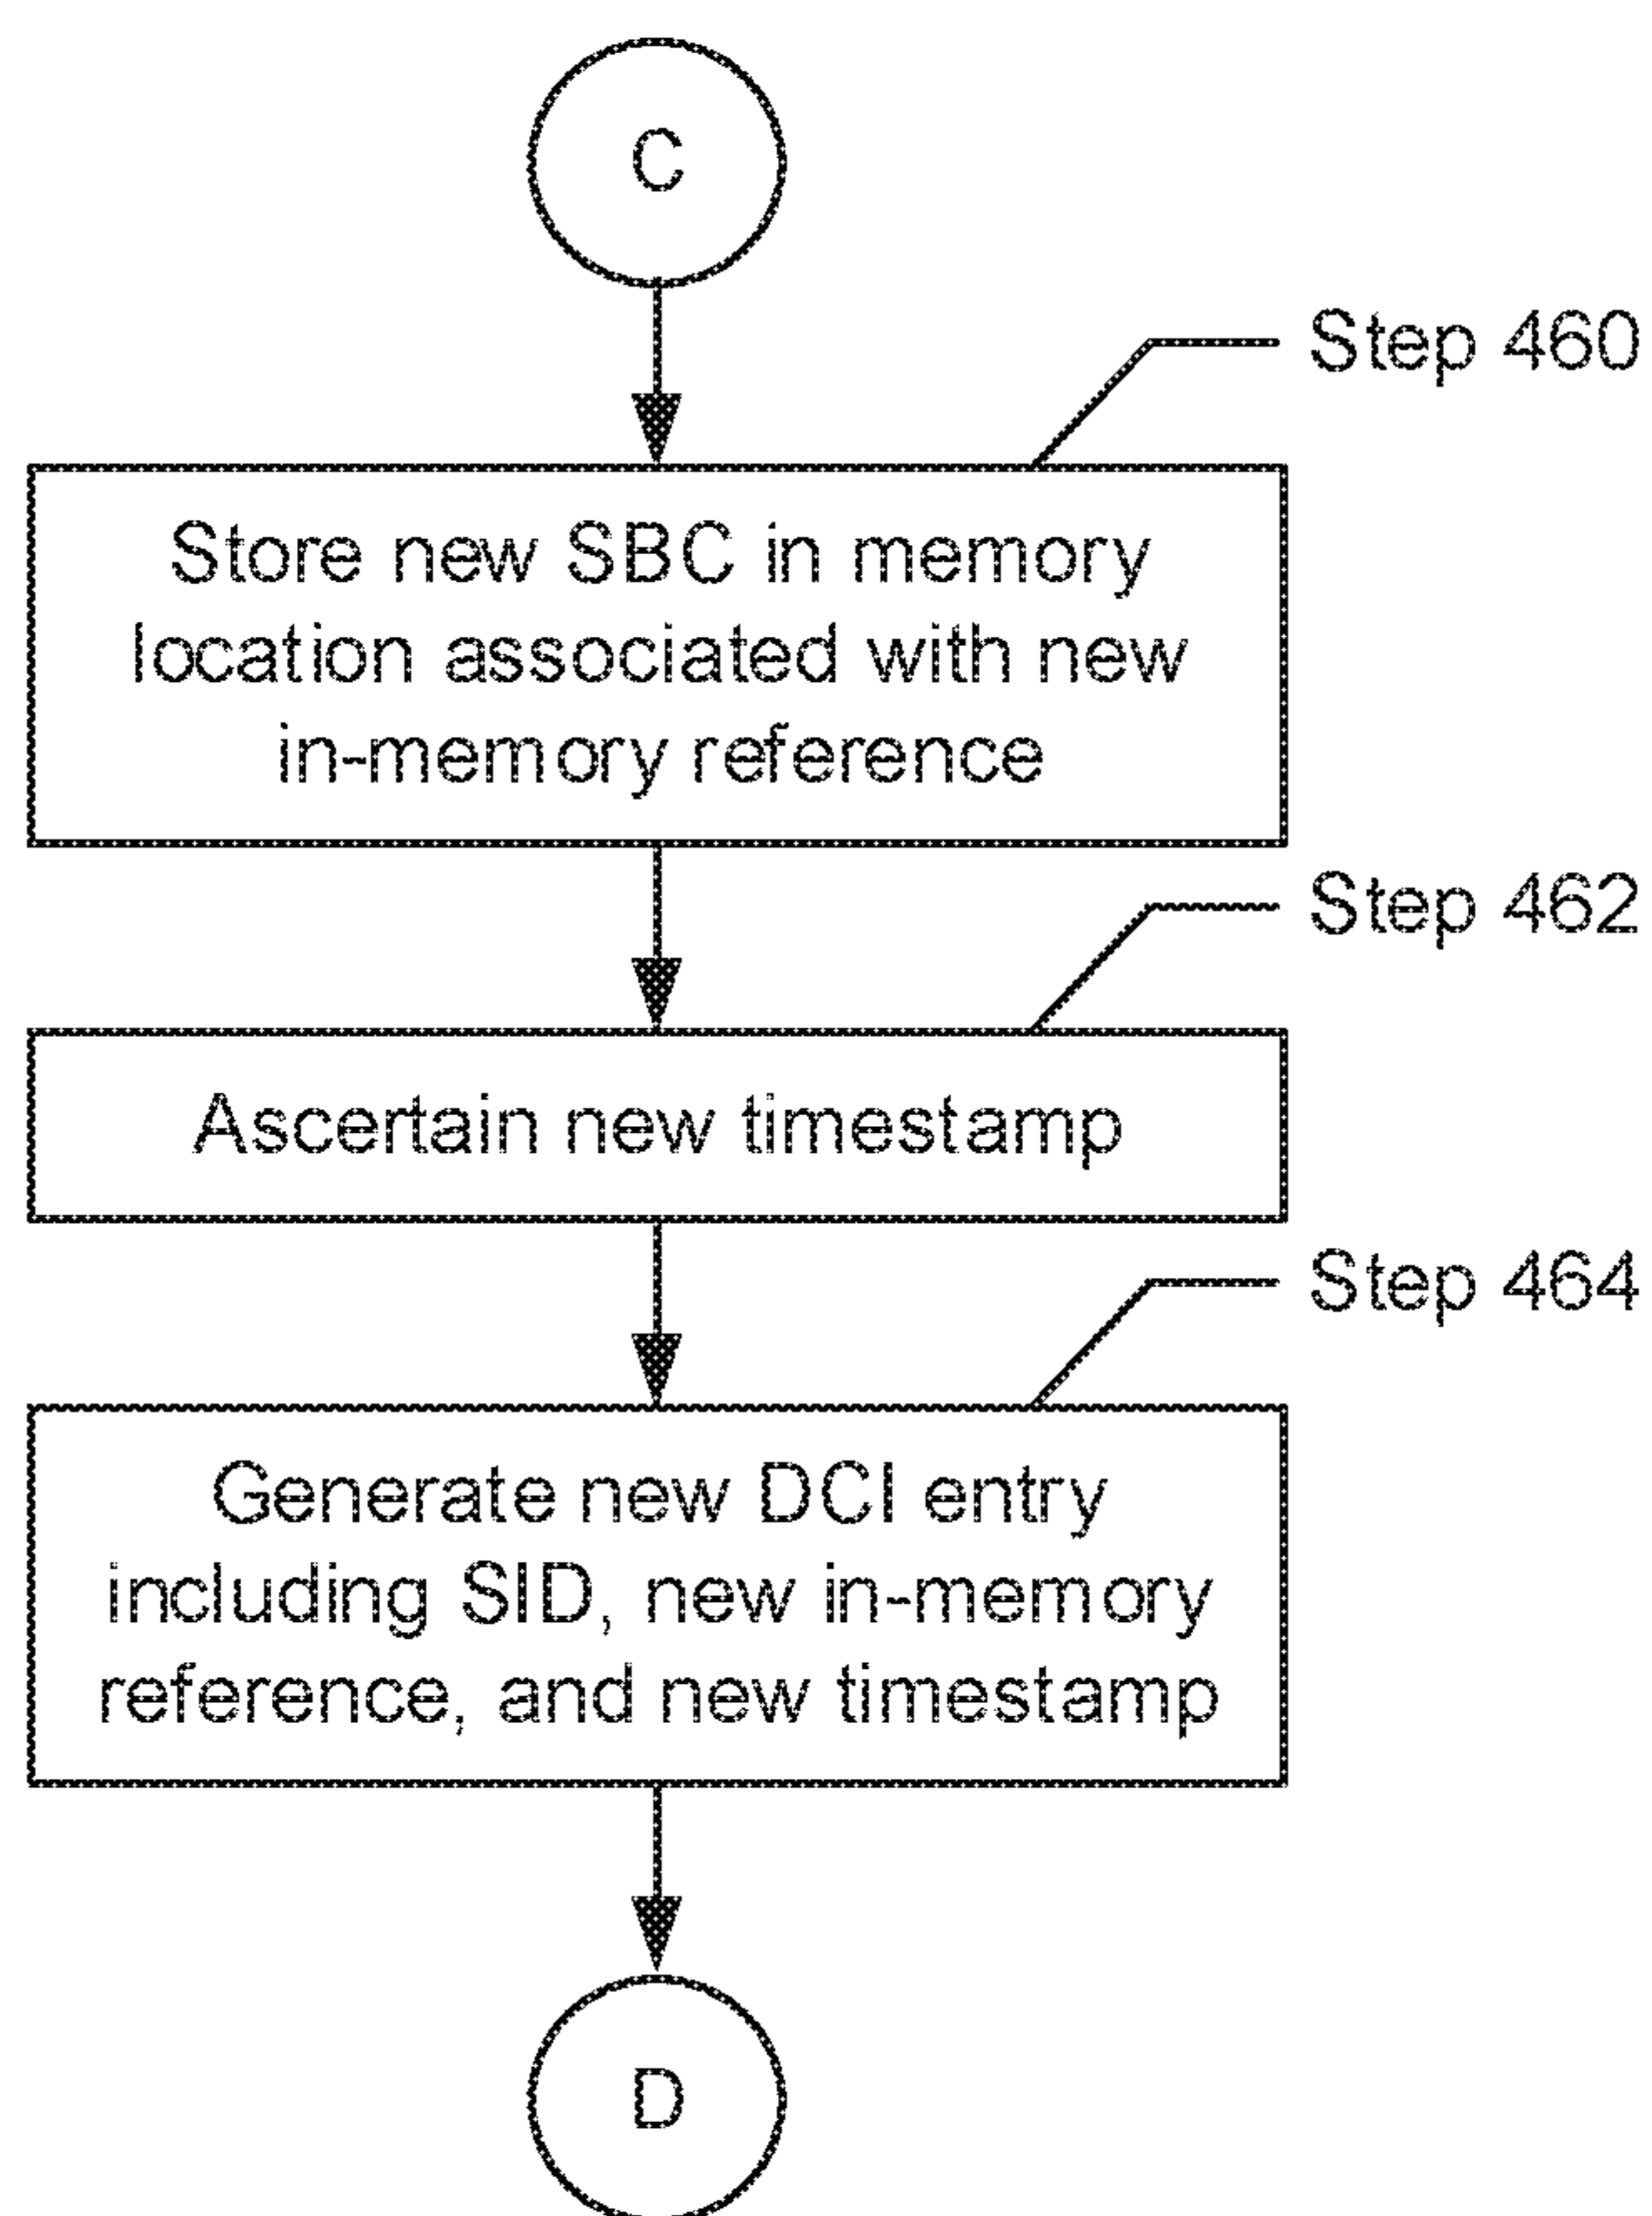 C
Step 460
Store new SBC in memory
location associated with new
in-memory reference
Step 462
Ascertain new timestamp
Step 464
Generate new DCI entry
including SID, new in-memory
reference, and new timestamp
D